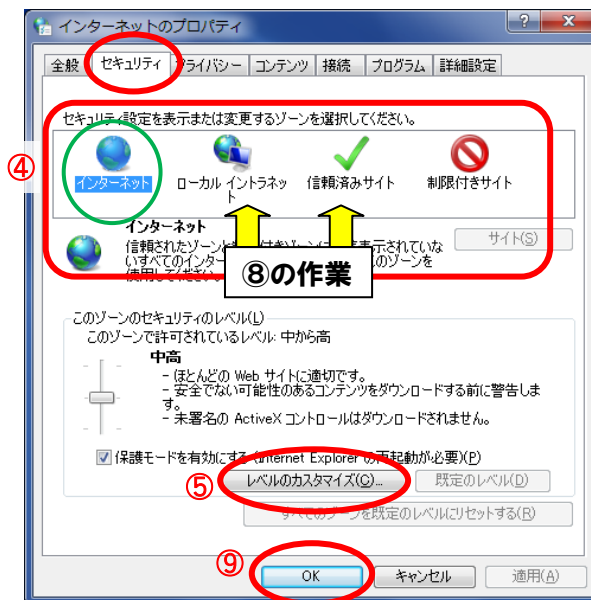 インターネットのプロパティ
全般 セキュリティ プライバシー コンテンツ 接続 プログラム 詳細設定
セキュリティ設定を表示または変更するゾーンを選択してください。
④
インターネット ローカル イントラネット 信頼済みサイト 制限付きサイト
インターネット
サイト(S)
⑧の作業
このゾーンのセキュリティのレベル(L)
このゾーンで許可されているレベル: 中から高
中高
- ほとんどの Web サイトに適切です。
- 安全でない可能性のあるコンテンツをダウンロードする前に警告しま
す。
- 未署名の ActiveX コントロールはダウンロードされません。
保護モードを有効にする (Internet Explorer の再起動が必要)(P)
⑤ レベルのカスタマイズ(C)... 既定のレベル(D)
すべてのゾーンを既定のレベルにリセットする(R)
⑨
OK キャンセル 適用(A)